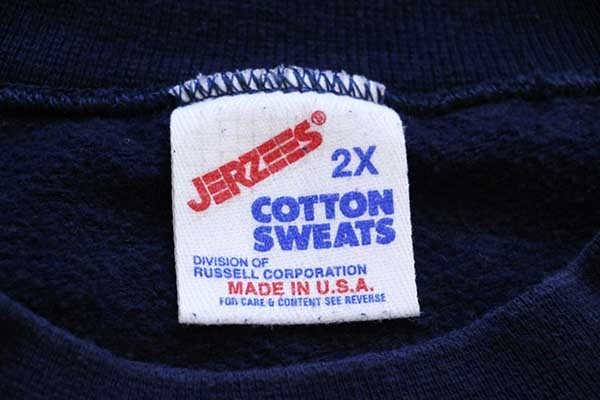 JERZEES®
2X
COTTON
SWEATS
DIVISION OF
RUSSELL CORPORATION
MADE IN U.S.A.
FOR CARE & CONTENT SEE REVERSE